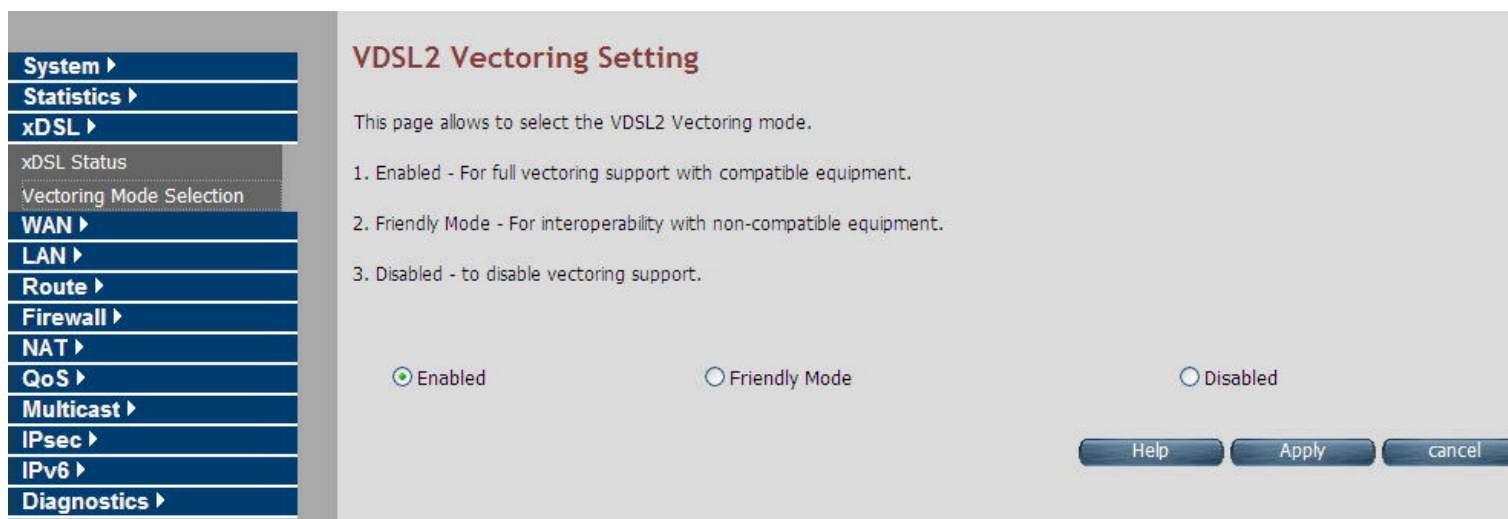 System
Statistics
xDSL
xDSL Status
Vectoring Mode Selection
WAN
LAN
Route
Firewall
NAT
QoS
Multicast
IPsec
IPv6
Diagnostics
VDSL2 Vectoring Setting
This page allows to select the VDSL2 Vectoring mode.
1. Enabled - For full vectoring support with compatible equipment.
2. Friendly Mode - For interoperability with non-compatible equipment.
3. Disabled - to disable vectoring support.
Enabled Friendly Mode Disabled
Help Apply cancel